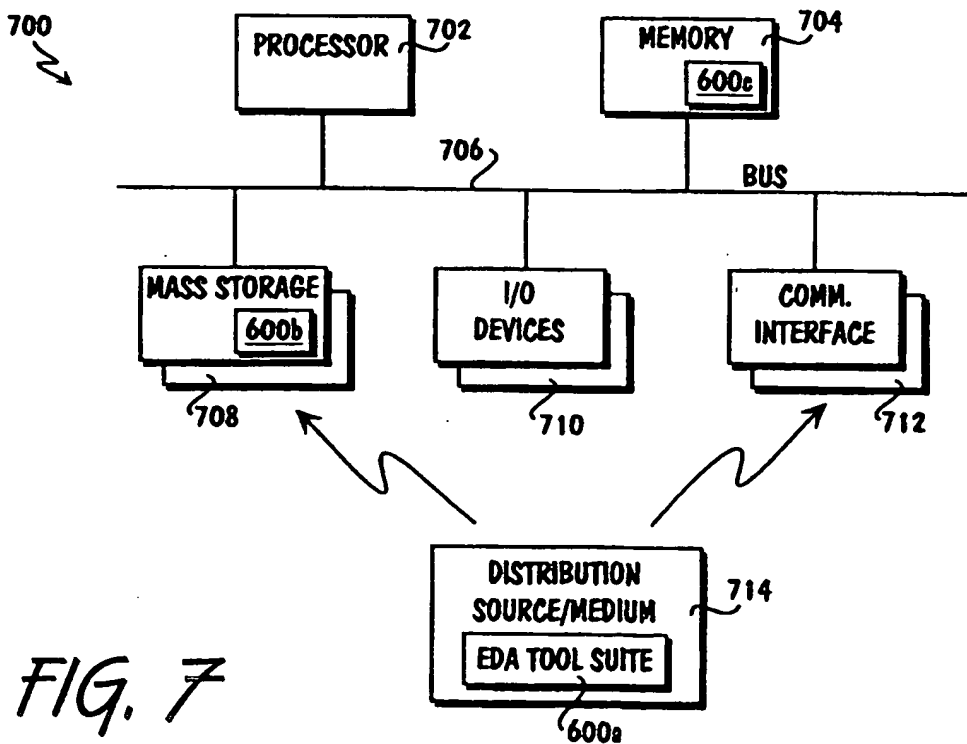 700
PROCESSOR
702
MEMORY
704
600c
706
BUS
MASS STORAGE
600b
708
I/O
DEVICES
710
COMM.
INTERFACE
712
DISTRIBUTION
SOURCE/MEDIUM
714
EDA TOOL SUITE
600a
FIG. 7